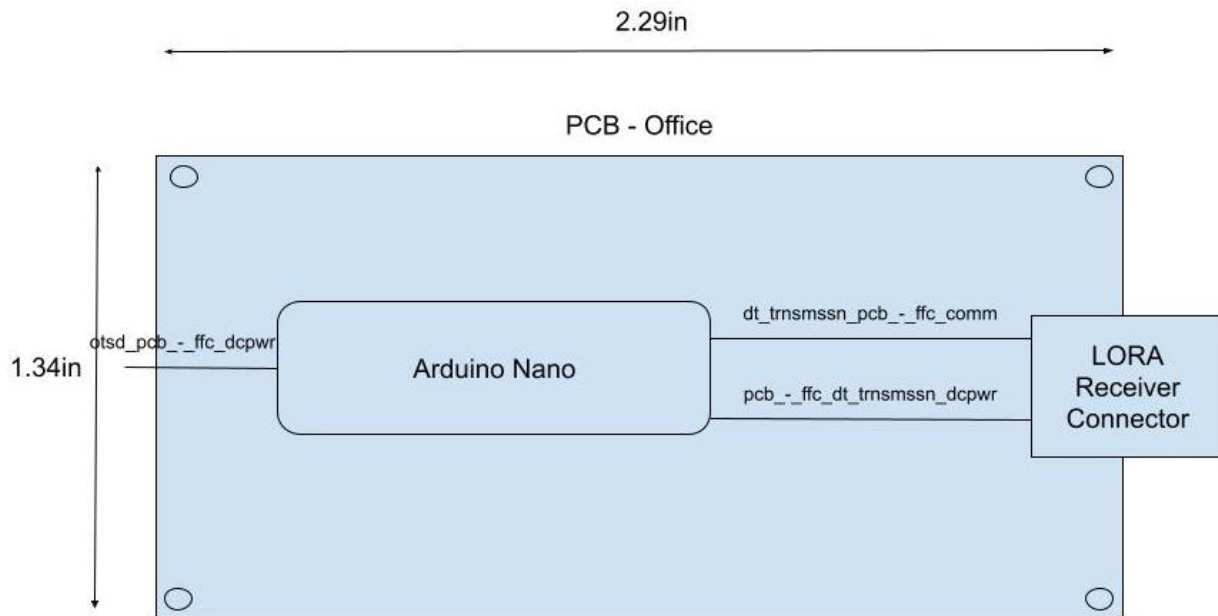 2.29in
PCB - Office
dt_trnsmssn_pcb_-_ffc_comm
otsd_pcb_-_ffc_dcpwr
1.34in
Arduino Nano
LORA
Receiver
Connector
pcb_-_ffc_dt_trnsmssn_dcpwr